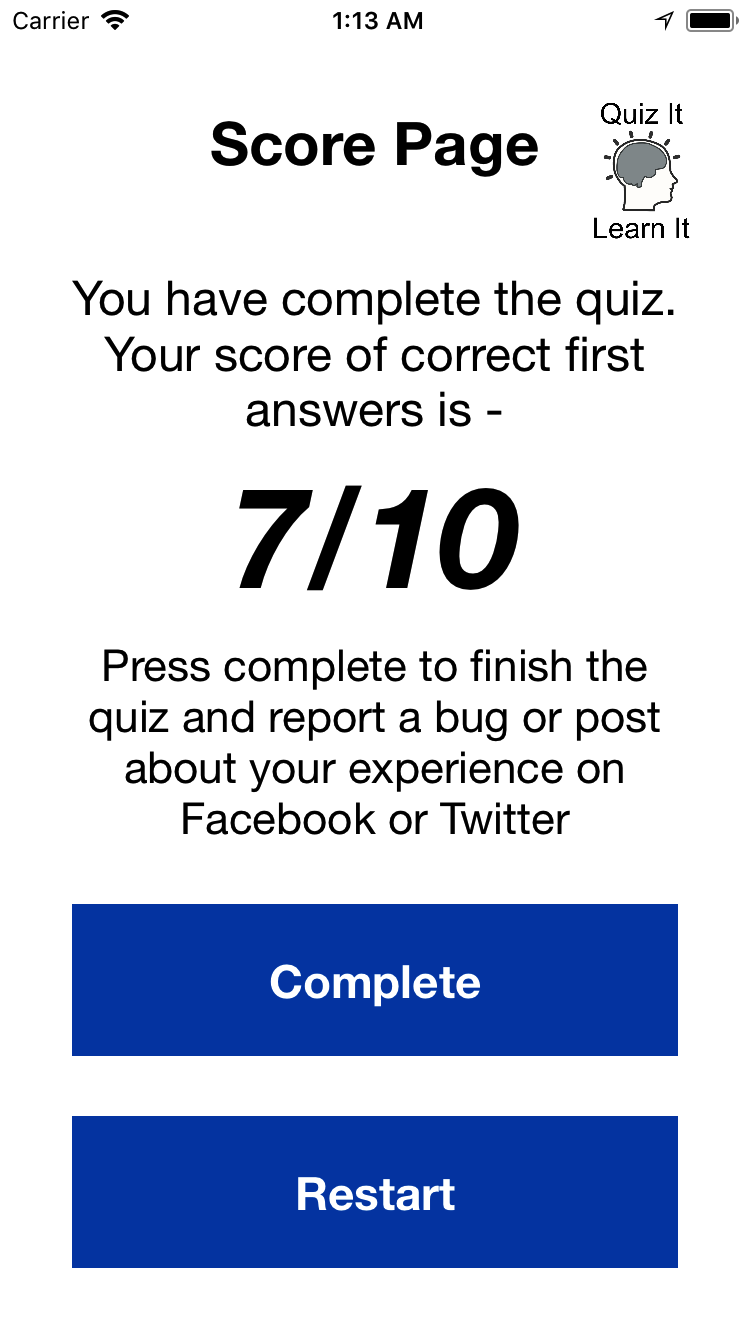 Carrier 1:13 AM
Quiz It
Score Page
Learn It
You have complete the quiz.
Your score of correct first
answers is -
7/10
Press complete to finish the
quiz and report a bug or post
about your experience on
Facebook or Twitter
Complete
Restart